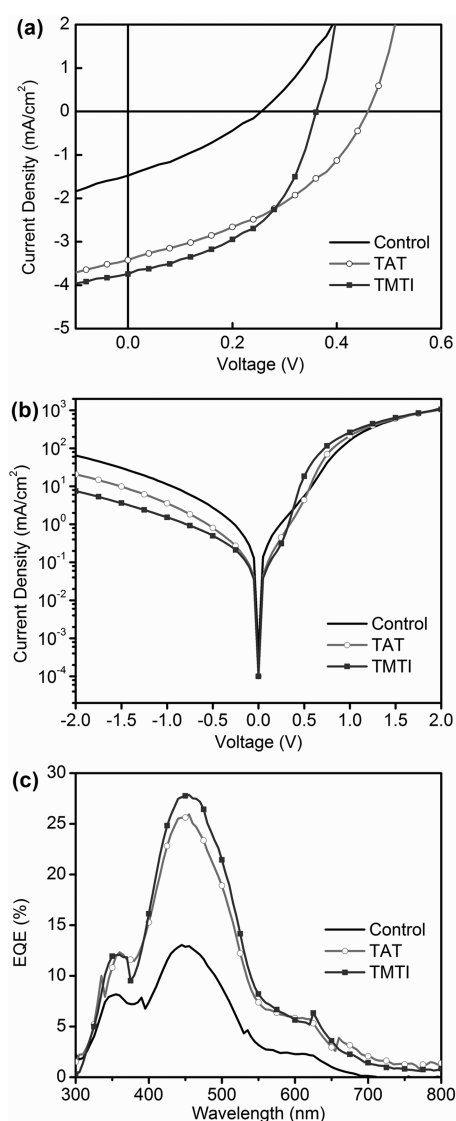 (a)
2
1
0
-1
-2
-3
-4
-5
Current Density (mA/cm²)
Control
TAT
TMTI
0.0 0.2 0.4 0.6
Voltage (V)
(b)
10³
10²
10¹
10⁰
10⁻¹
10⁻²
10⁻³
10⁻⁴
Current Density (mA/cm²)
Control
TAT
TMTI
-2.0 -1.5 -1.0 -0.5 0.0 0.5 1.0 1.5 2.0
Voltage (V)
(c)
30
25
20
15
10
5
0
EQE (%)
Control
TAT
TMTI
300 400 500 600 700 800
Wavelength (nm)